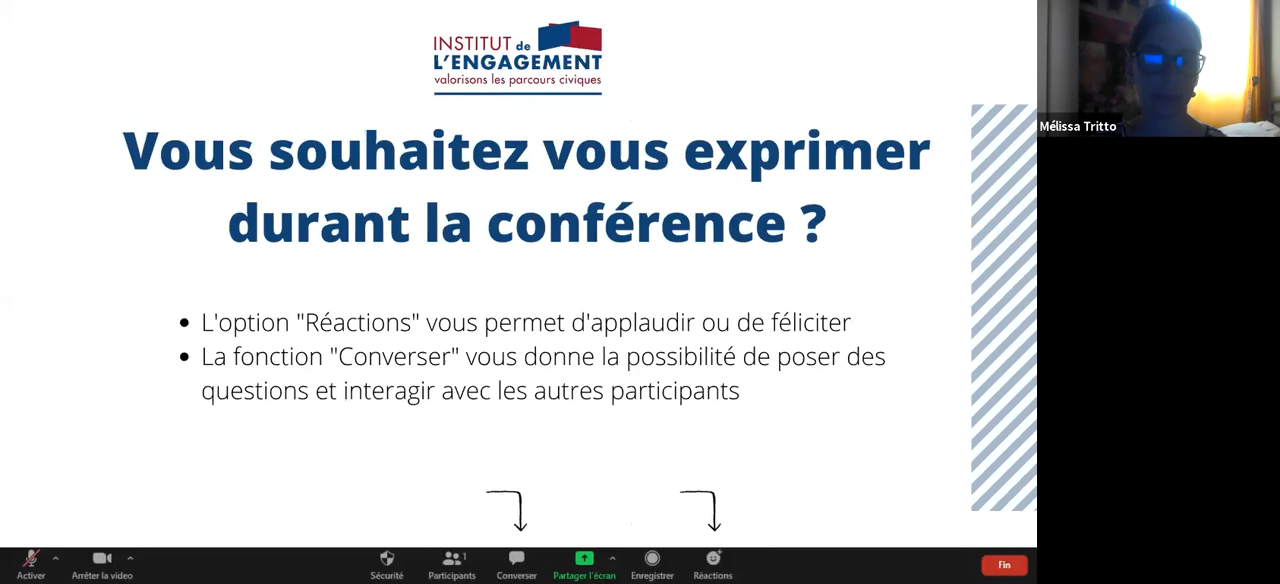 INSTITUT de
L'ENGAGEMENT
valorisons les parcours civiques
Mélissa Tritto
Vous souhaitez vous exprimer
durant la conférence ?
L'option "Réactions" vous permet d'applaudir ou de féliciter
La fonction "Converser" vous donne la possibilité de poser des
questions et interagir avec les autres participants
1
Activer
Arrêter la video
Sécurité
Participants
Converser
Partager l'écran
Enregistrer
Réactions
Fin